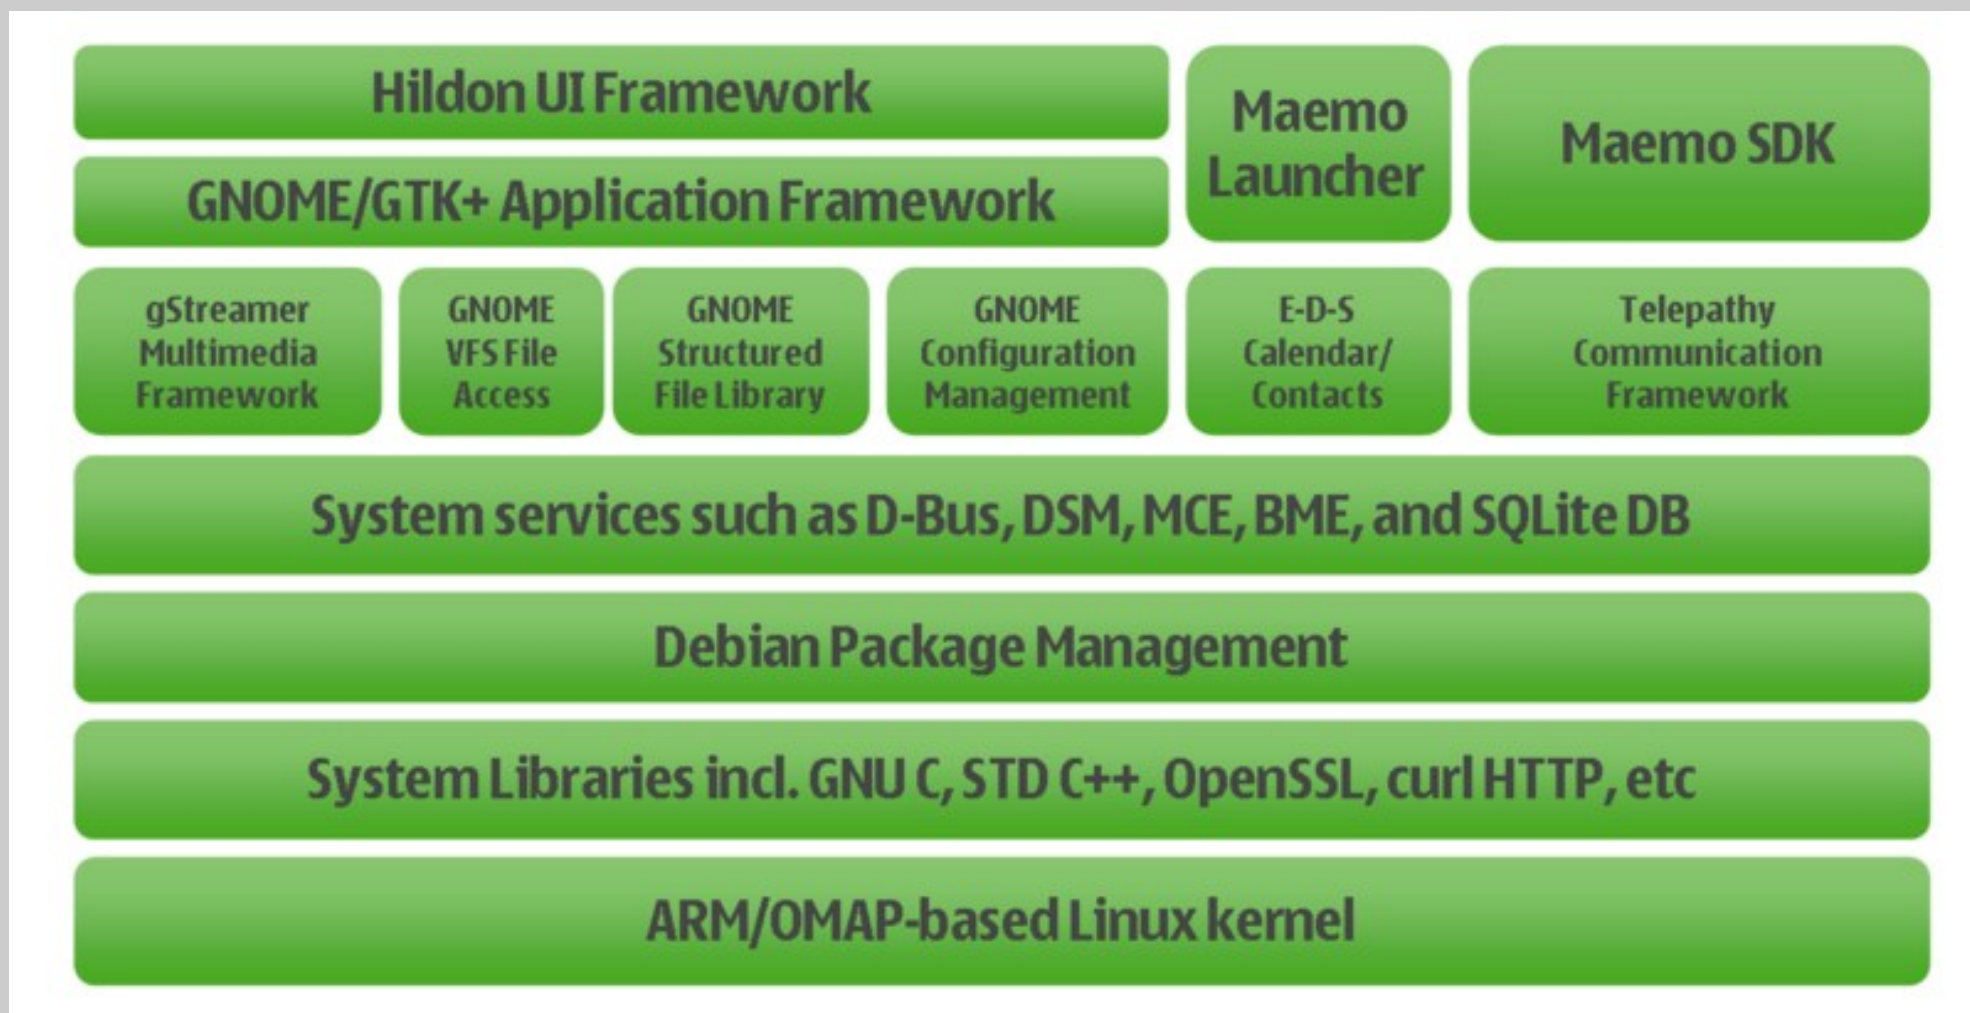 Hildon UI Framework
GNOME/GTK+ Application Framework
Maemo
Launcher
Maemo SDK
gStreamer
Multimedia
Framework
GNOME
VFS File
Access
GNOME
Structured
File Library
GNOME
Configuration
Management
E-D-S
Calendar/
Contacts
Telepathy
Communication
Framework
System services such as D-Bus, DSM, MCE, BME, and SQLite DB
Debian Package Management
System Libraries incl. GNU C, STD C++, OpenSSL, curl HTTP, etc
ARM/OMAP-based Linux kernel